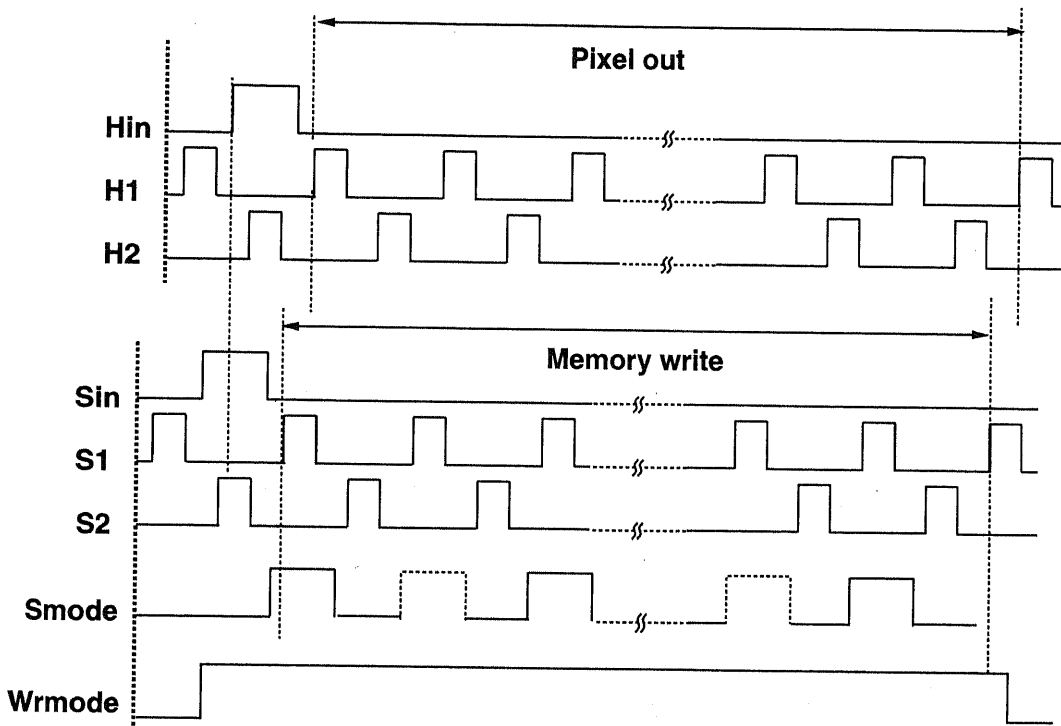 Pixel out
Hin
H1
H2
Memory write
Sin
S1
S2
Smode
Wrmode